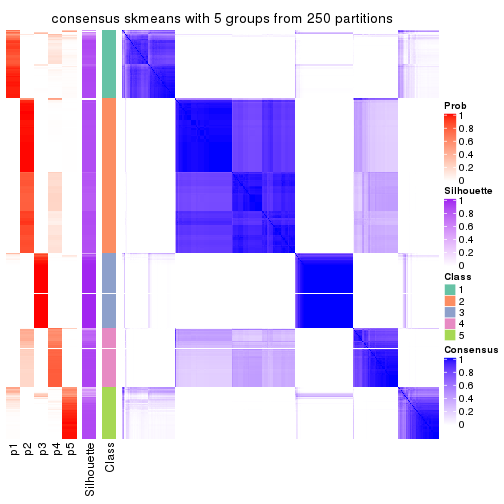 consensus skmeans with 5 groups from 250 partitions
Prob
1
0.8
0.6
0.4
0.2
0
Silhouette
1
0.8
0.6
0.4
0.2
0
Class
1
2
3
4
5
Consensus
1
0.8
0.6
0.4
0.2
0
p1
p2
p3
p4
p5
Silhouette
Class